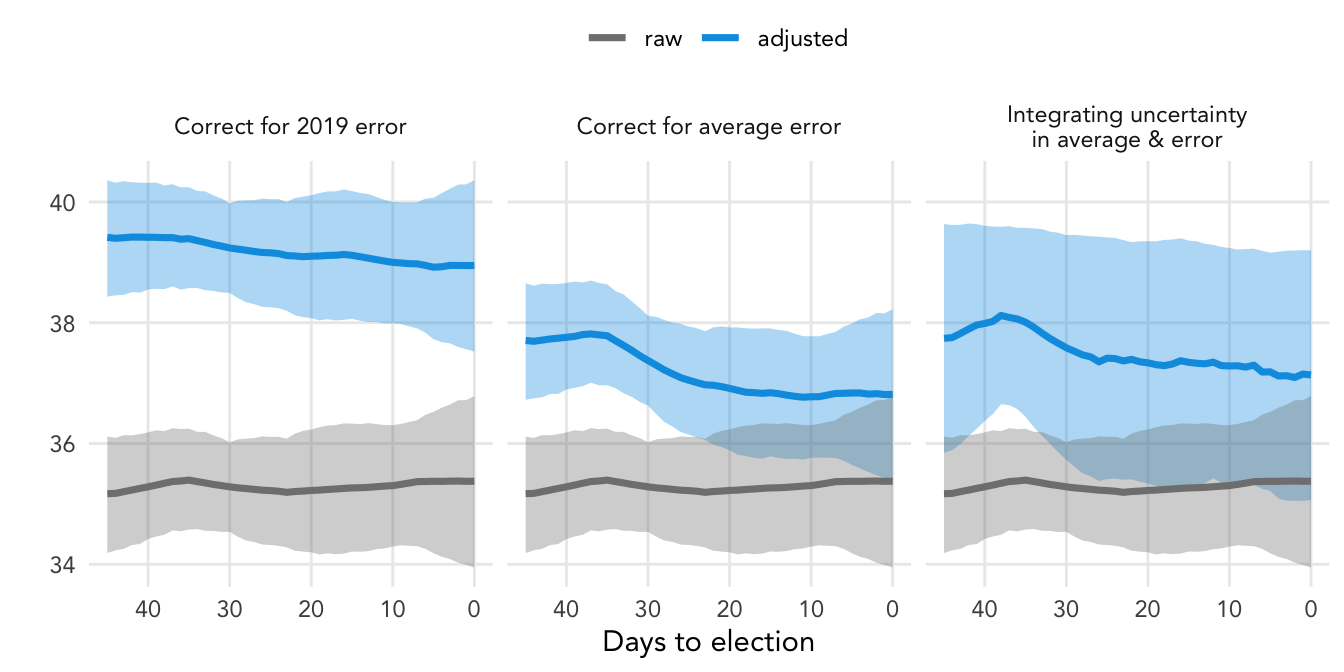 raw adjusted
Correct for 2019 error
Correct for average error
Integrating uncertainty
in average & error
40
38
36
34
40 30 20 10 0
40 30 20 10 0
40 30 20 10 0
Days to election